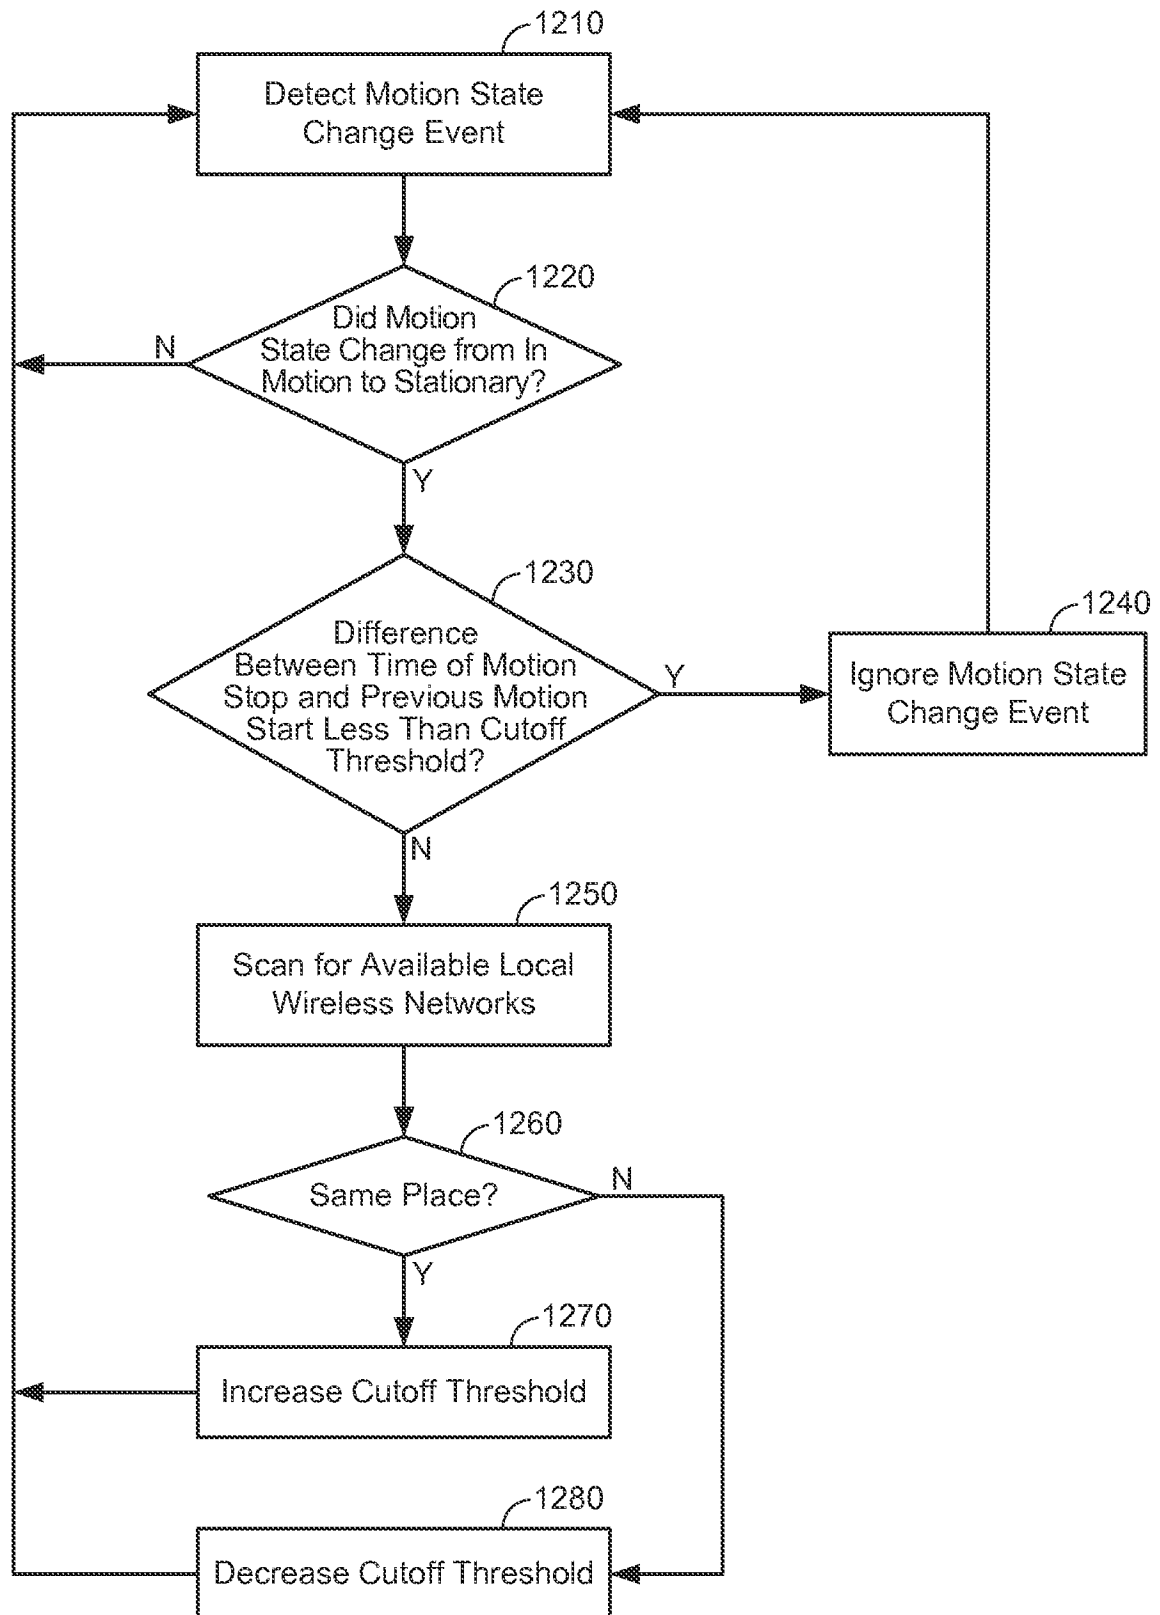 1210
Detect Motion State
Change Event
1220
Did Motion
State Change from In
Motion to Stationary?
N
Y
1230
Difference
Between Time of Motion
Stop and Previous Motion
Start Less Than Cutoff
Threshold?
Y
1240
Ignore Motion State
Change Event
N
1250
Scan for Available Local
Wireless Networks
1260
Same Place?
N
Y
1270
Increase Cutoff Threshold
1280
Decrease Cutoff Threshold